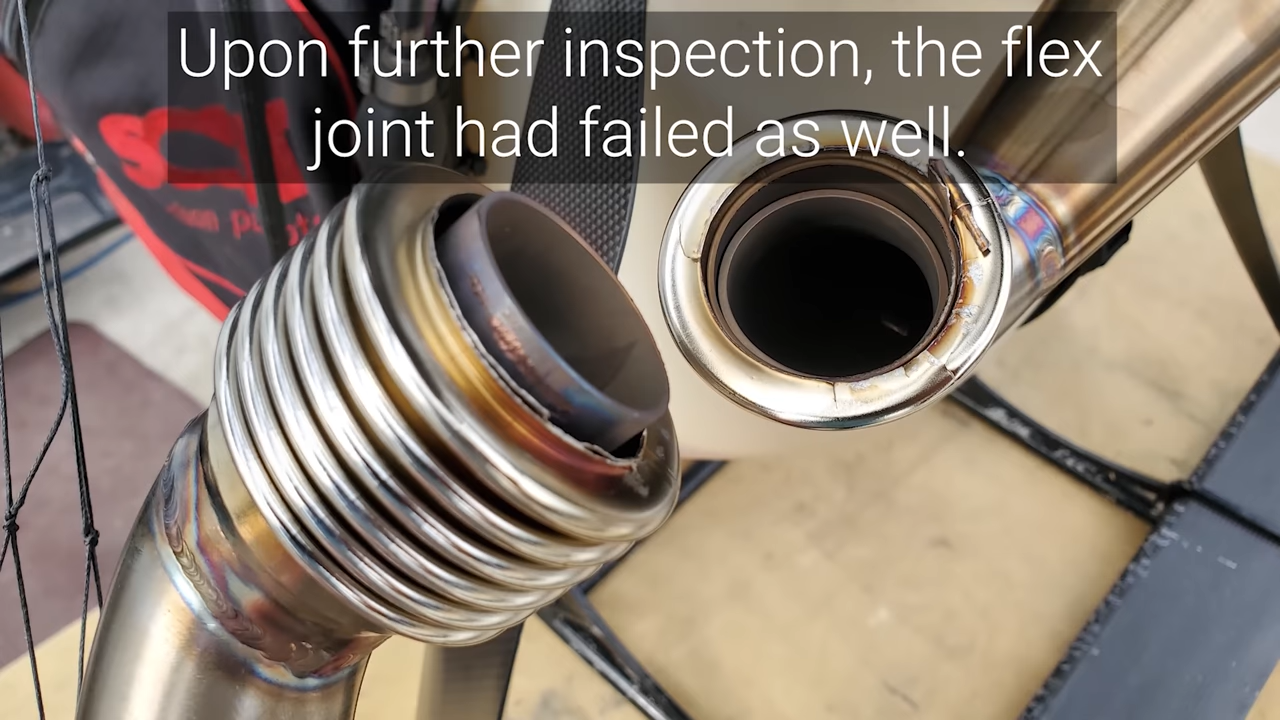 Upon further inspection, the flex
joint had failed as well.